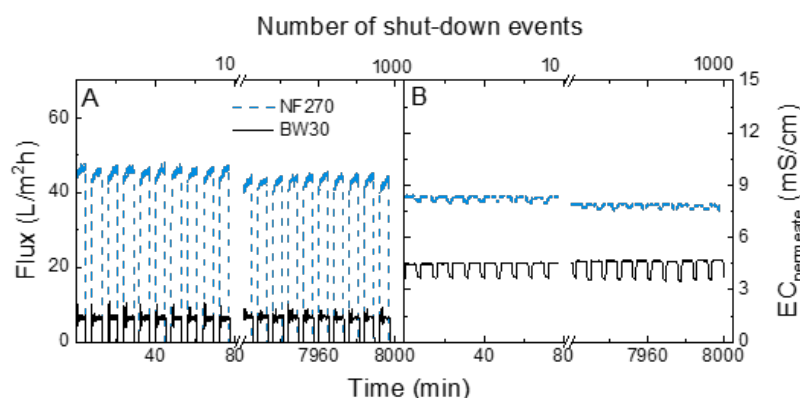 Number of shut-down events
10 1000 10 1000
A B
NF270
BW30
60
40
20
0
15
12
9
6
3
0
Flux (L/m²h)
ECpermeate (mS/cm)
40 80 7960 8000 40 80 7960 8000
Time (min)